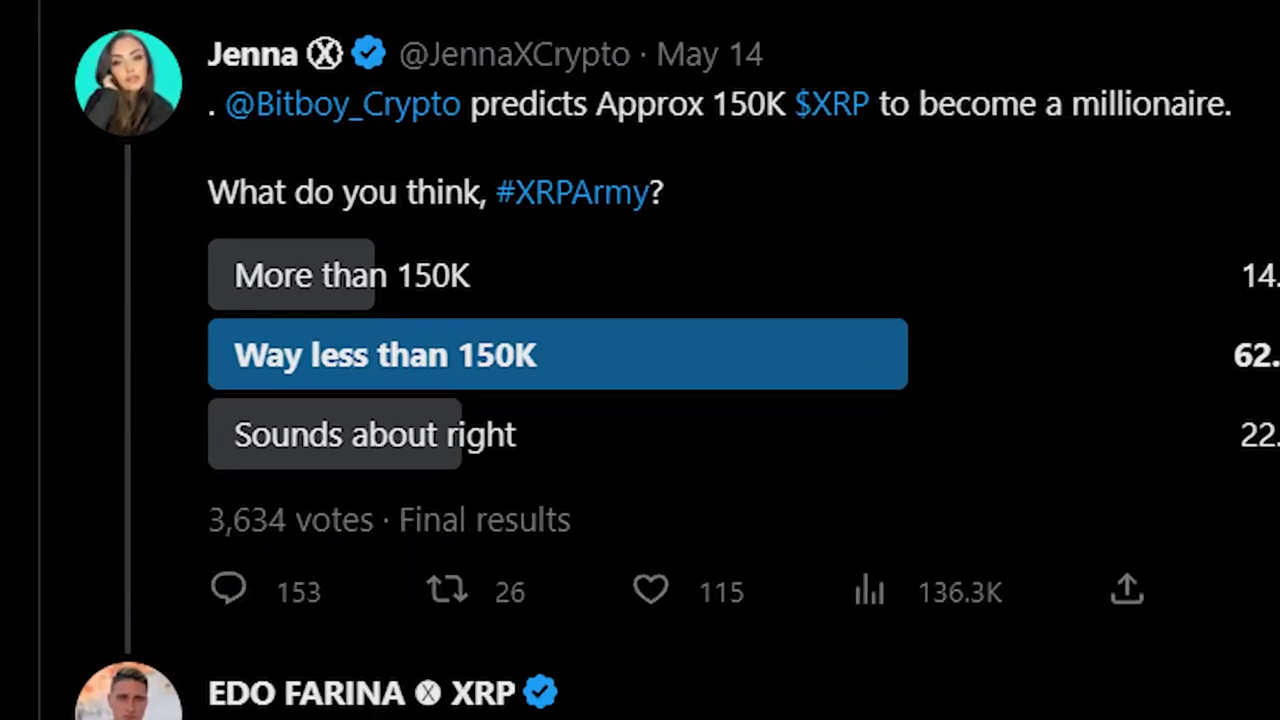 Jenna Ⓧ @JennaXCrypto · May 14
. @Bitboy_Crypto predicts Approx 150K $XRP to become a millionaire.
What do you think, #XRPArmy?
More than 150K 14.
Way less than 150K 62.
Sounds about right 22.
3,634 votes · Final results
153 26 115 136.3K
EDO FARINA Ⓧ XRP